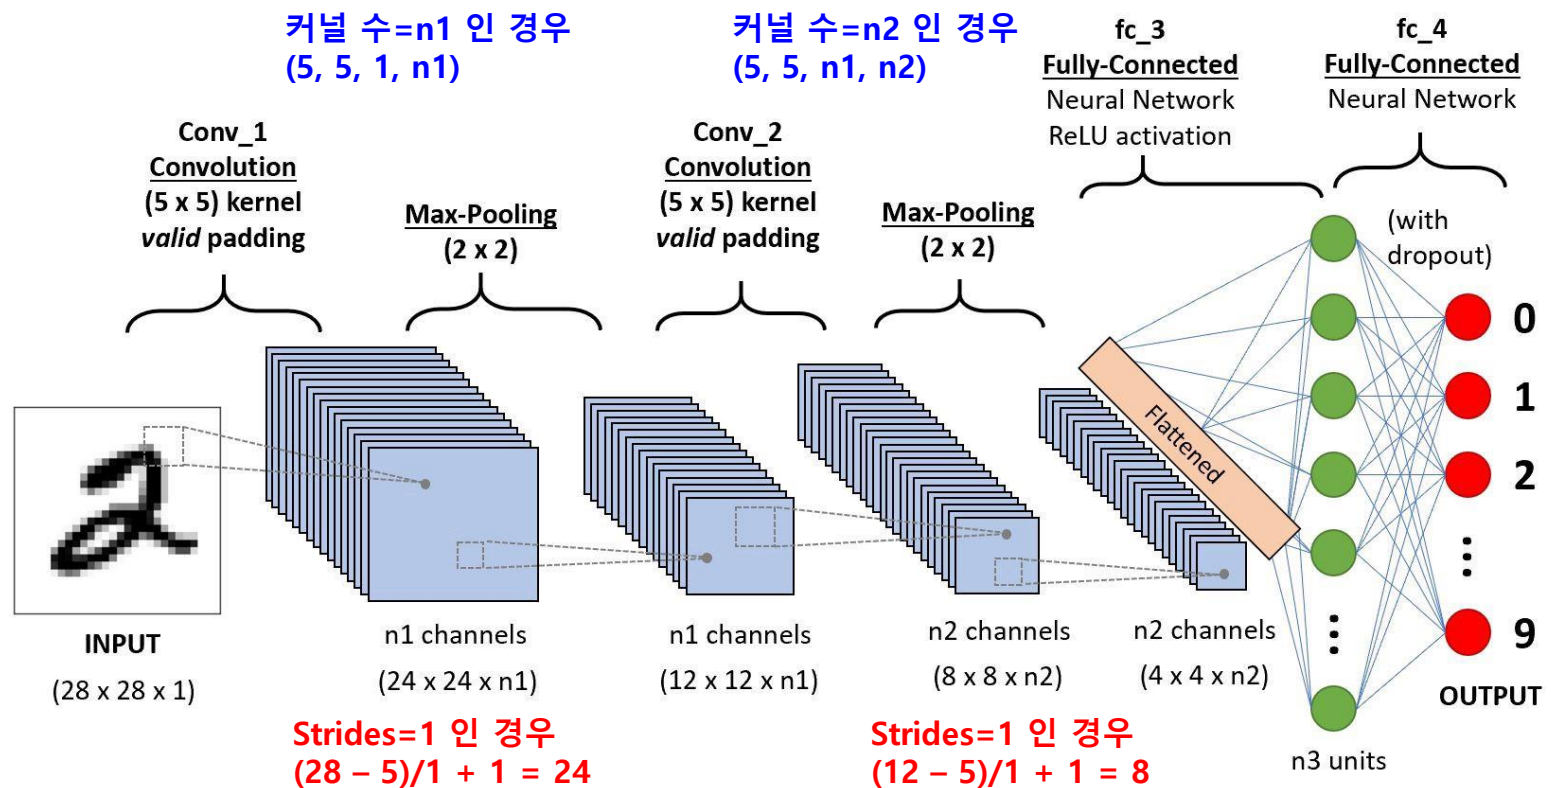 커널 수=n1 인 경우
(5, 5, 1, n1)
커널 수=n2 인 경우
(5, 5, n1, n2)
fc_3
Fully-Connected
Neural Network
ReLU activation
fc_4
Fully-Connected
Neural Network
Conv_1
Convolution
(5 x 5) kernel
valid padding
Max-Pooling
(2 x 2)
Conv_2
Convolution
(5 x 5) kernel
valid padding
Max-Pooling
(2 x 2)
(with
dropout)
Flattened
0
1
2
9
OUTPUT
INPUT
(28 x 28 x 1)
n1 channels
(24 x 24 x n1)
n1 channels
(12 x 12 x n1)
n2 channels
(8 x 8 x n2)
n2 channels
(4 x 4 x n2)
n3 units
Strides=1 인 경우
(28 – 5)/1 + 1 = 24
Strides=1 인 경우
(12 – 5)/1 + 1 = 8